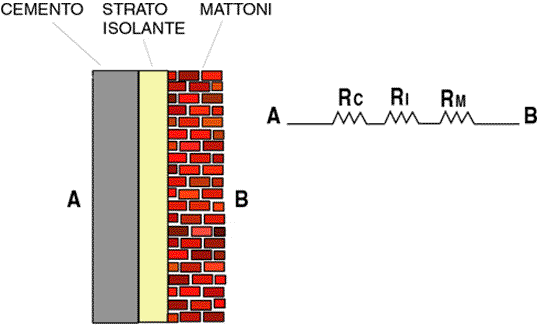 CEMENTO STRATO ISOLANTE MATTONI
A B
A RC RI RM B